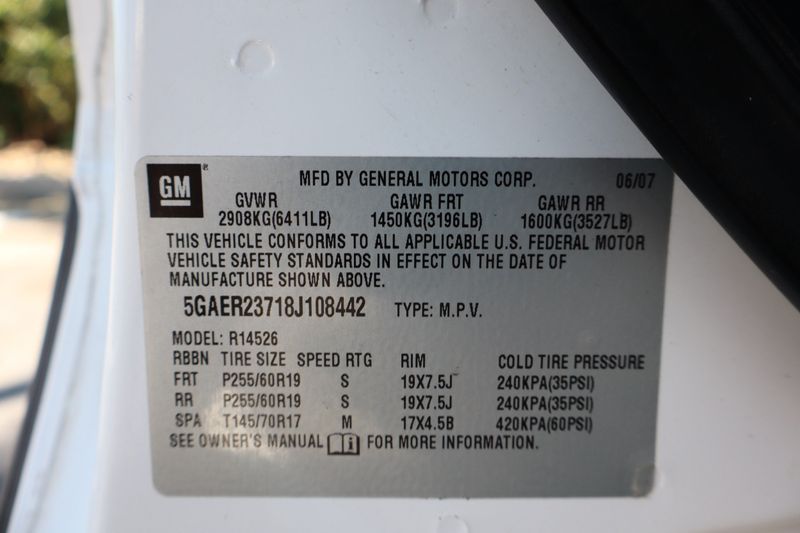 GM® MFD BY GENERAL MOTORS CORP. 06/07
GVWR GAWR FRT GAWR RR
2908KG(6411LB) 1450KG(3196LB) 1600KG(3527LB)
THIS VEHICLE CONFORMS TO ALL APPLICABLE U.S. FEDERAL MOTOR
VEHICLE SAFETY STANDARDS IN EFFECT ON THE DATE OF
MANUFACTURE SHOWN ABOVE.
5GAER23718J108442 TYPE: M.P.V.
MODEL: R14526
RBBN TIRE SIZE SPEED RTG RIM COLD TIRE PRESSURE
FRT P255/60R19 S 19X7.5J 240KPA(35PSI)
RR P255/60R19 S 19X7.5J 240KPA(35PSI)
SPA T145/70R17 M 17X4.5B 420KPA(60PSI)
SEE OWNER'S MANUAL i FOR MORE INFORMATION.